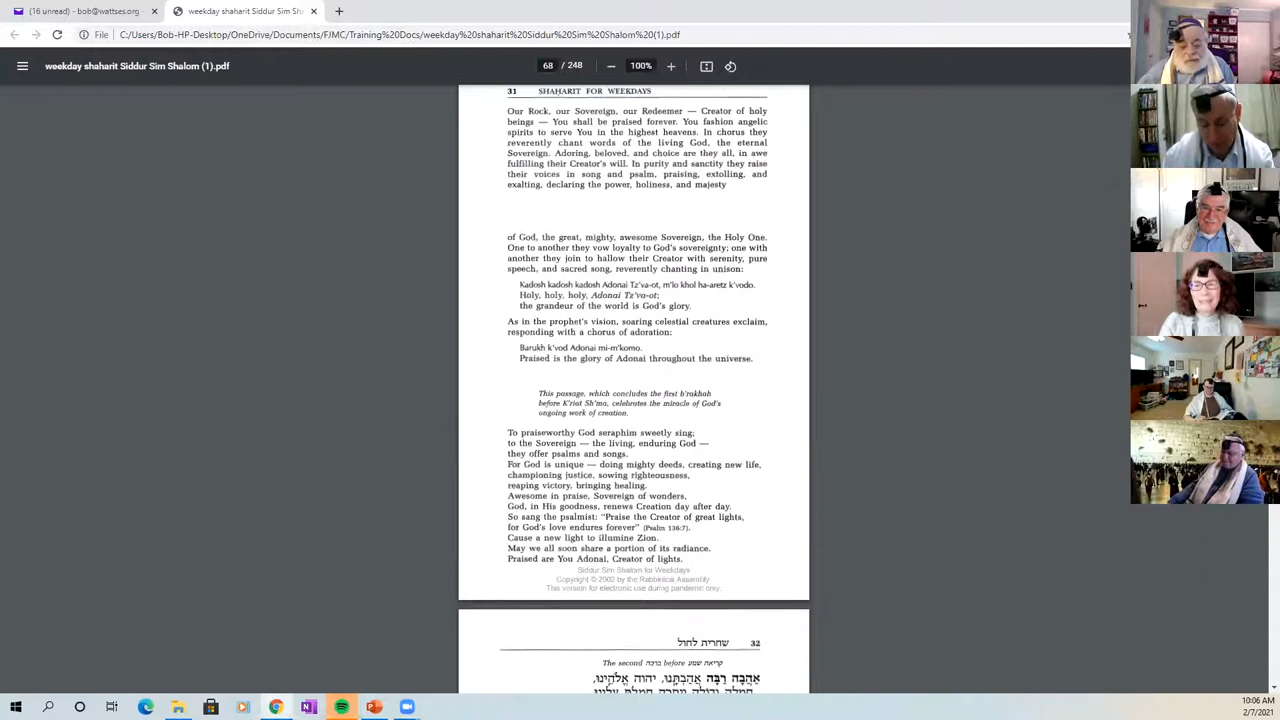 (16 unread) - bob@wattses.org -
weekday shaharit Siddur Sim Sh
File
C:/Users/Bob-HP-Desktop/OneDrive/Documents/FJMC/Training%20Docs/weekday%20shaharit%20Siddur%20Sim%20Shalom%20(1).pdf
weekday shaharit Siddur Sim Shalom (1).pdf
68 / 248
100%
31 SHAḤARIT FOR WEEKDAYS
Our Rock, our Sovereign, our Redeemer — Creator of holy
beings — You shall be praised forever. You fashion angelic
spirits to serve You in the highest heavens. In chorus they
reverently chant words of the living God, the eternal
Sovereign. Adoring, beloved, and choice are they all, in awe
fulfilling their Creator's will. In purity and sanctity they raise
their voices in song and psalm, praising, extolling, and
exalting, declaring the power, holiness, and majesty
of God, the great, mighty, awesome Sovereign, the Holy One.
One to another they vow loyalty to God's sovereignty; one with
another they join to hallow their Creator with serenity, pure
speech, and sacred song, reverently chanting in unison:
Kadosh kadosh kadosh Adonai Tz'va-ot, m'lo khol ha-aretz k'vodo.
Holy, holy, holy, Adonai Tz'va-ot;
the grandeur of the world is God's glory.
As in the prophet's vision, soaring celestial creatures exclaim,
responding with a chorus of adoration:
Barukh k'vod Adonai mi-m'komo.
Praised is the glory of Adonai throughout the universe.
This passage, which concludes the first b'rakhah
before K'riat Sh'ma, celebrates the miracle of God's
ongoing work of creation.
To praiseworthy God seraphim sweetly sing;
to the Sovereign — the living, enduring God —
they offer psalms and songs.
For God is unique — doing mighty deeds, creating new life,
championing justice, sowing righteousness,
reaping victory, bringing healing.
Awesome in praise, Sovereign of wonders,
God, in His goodness, renews Creation day after day.
So sang the psalmist: "Praise the Creator of great lights,
for God's love endures forever" (Psalm 136:7).
Cause a new light to illumine Zion.
May we all soon share a portion of its radiance.
Praised are You Adonai, Creator of lights.
Siddur Sim Shalom for Weekdays
Copyright © 2002 by the Rabbinical Assembly
This version for electronic use during pandemic only.
שחרית לחול 32
The second ברכה before קריאת שמע
אַהֲבָה רַבָּה אֲהַבְתָּנוּ, יהוה אֱלֹהֵינוּ,
10:06 AM
2/7/2021